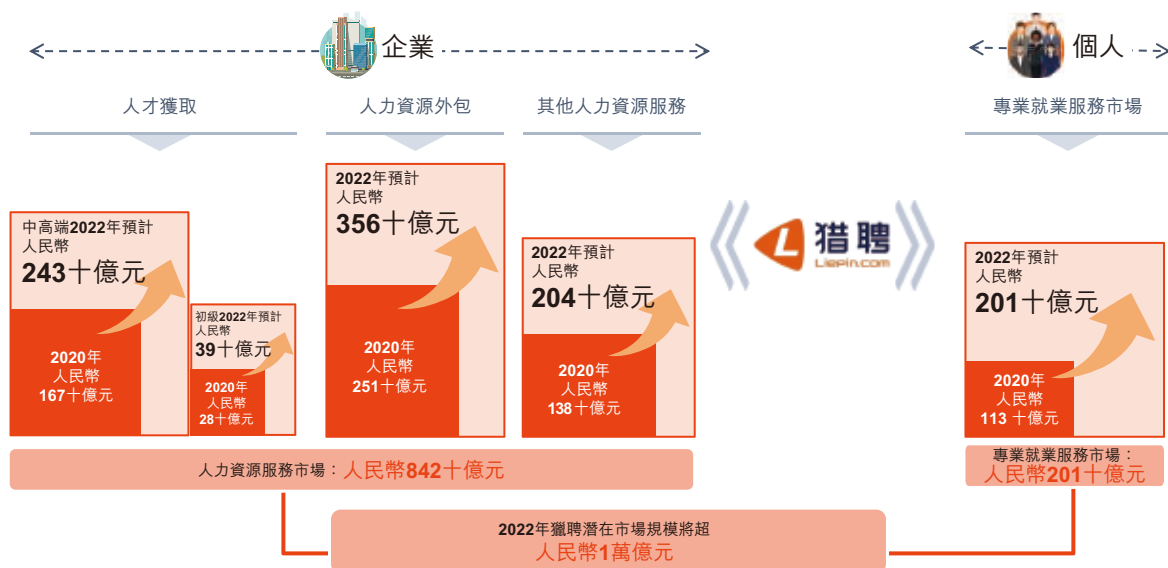 企業
個人
人才獲取
人力資源外包
其他人力資源服務
專業就業服務市場
中高端2022年預計
人民幣
243十億元
2020年
人民幣
167十億元
初級2022年預計
人民幣
39十億元
2020年
人民幣
28十億元
2022年預計
人民幣
356十億元
2020年
人民幣
251十億元
2022年預計
人民幣
204十億元
2020年
人民幣
138十億元
猎聘
Liepin.com
2022年預計
人民幣
201十億元
2020年
人民幣
113 十億元
人力資源服務市場：人民幣842十億元
專業就業服務市場：
人民幣201十億元
2022年獵聘潛在市場規模將超
人民幣1萬億元